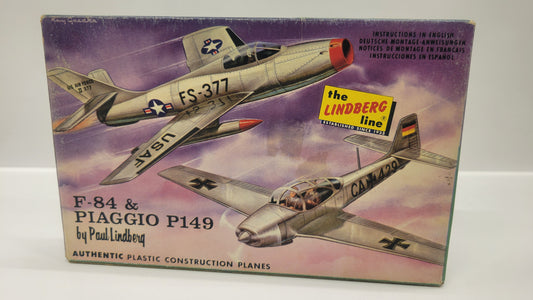 INSTRUCTIONS IN ENGLISH
DEUTSCHE MONTAGE-ANWEISUNGEN
NOTICES DE MONTAGE EN FRANCAIS
INSTRUCCIONES EN ESPAÑOL
FS-377
USAF
the
LINDBERG
line
ESTABLISHED SINCE 1933
F-84 &
PIAGGIO P149
by Paul Lindberg
AUTHENTIC PLASTIC CONSTRUCTION PLANES